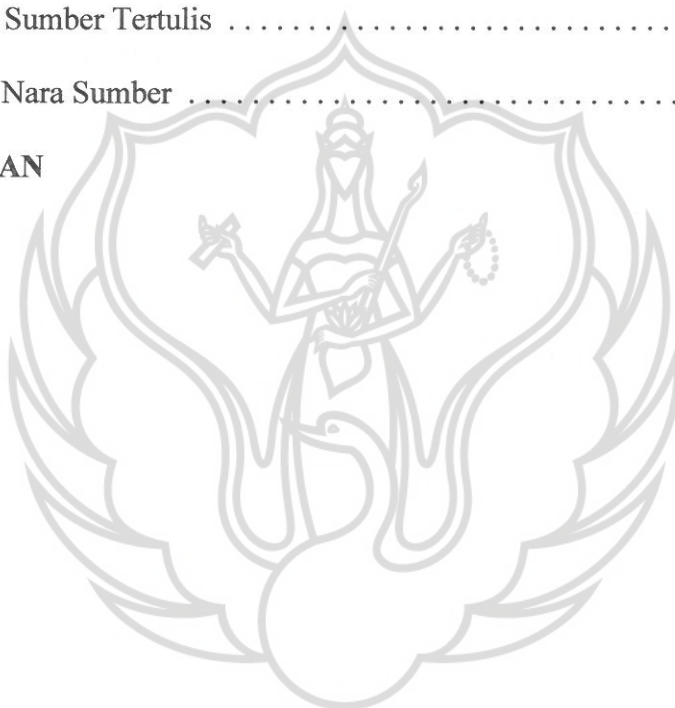 Sumber Tertulis . . . . . . . . . . . . . . . . . . . . . . . . . . . . . . . . .
Nara Sumber . . . . . . . . . . . . . . . . . . . . . . . . . . . . . . . . . . . .
AN